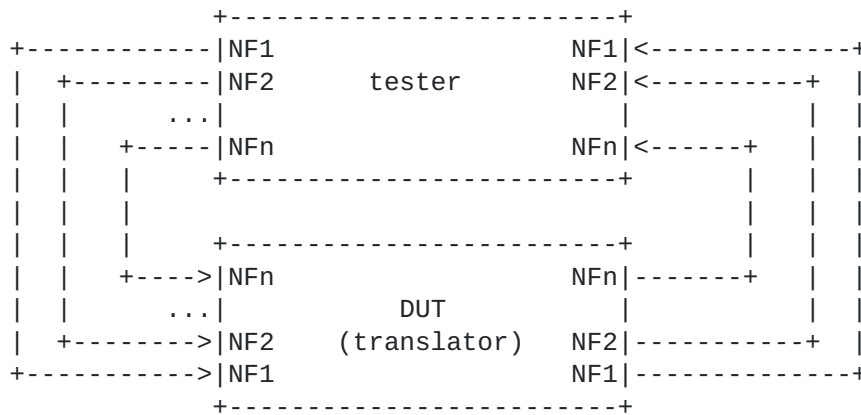 NF1 NF1
NF2 tester NF2
...
NFn NFn
NFn NFn
... DUT
NF2 (translator) NF2
NF1 NF1